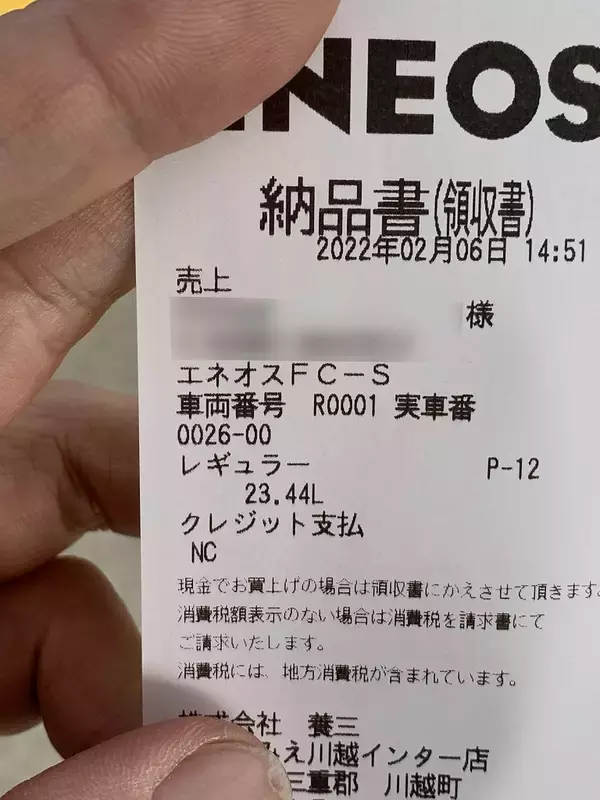 ENEOS
納品書(領収書)
2022年02月06日 14:51
売上
様
エネオスFC-S
車両番号 R0001 実車番
0026-00
レギュラー P-12
23.44L
クレジット支払
NC
現金でお買上げの場合は領収書にかえさせて頂きます。
消費税額表示のない場合は消費税を請求書にて
ご請求いたします。
消費税には、地方消費税が含まれています。
株式会社 養三
みえ川越インター店
三重郡 川越町